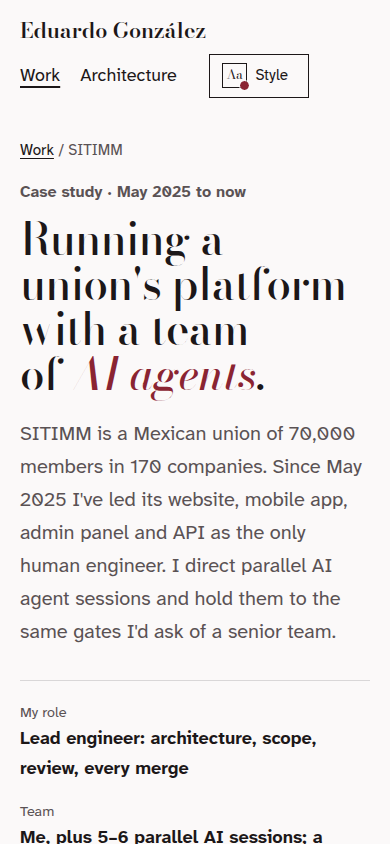 Eduardo González
Work Architecture Aa Style
Work / SITIMM
Case study · May 2025 to now
Running a
union's platform
with a team
of AI agents.
SITIMM is a Mexican union of 70,000
members in 170 companies. Since May
2025 I've led its website, mobile app,
admin panel and API as the only
human engineer. I direct parallel AI
agent sessions and hold them to the
same gates I'd ask of a senior team.
My role
Lead engineer: architecture, scope,
review, every merge
Team
Me, plus 5–6 parallel AI sessions; a